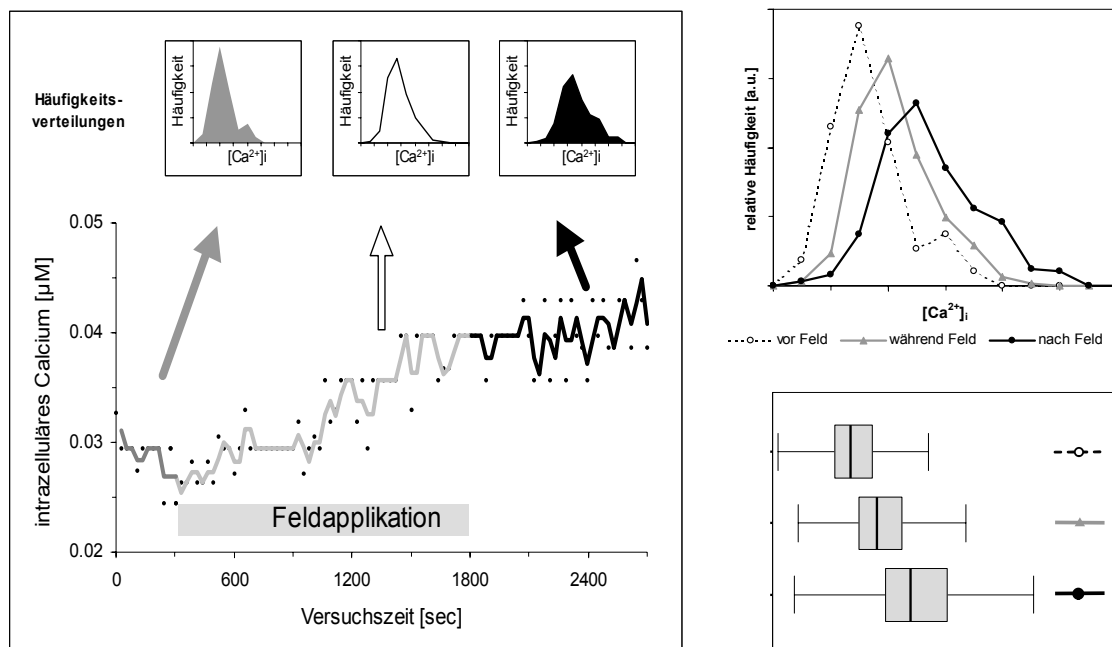 Häufigkeits-
verteilungen
Häufigkeit
[Ca²⁺]i
Häufigkeit
[Ca²⁺]i
Häufigkeit
[Ca²⁺]i
intrazelluläres Calcium [µM]
0.05
0.04
0.03
0.02
Feldapplikation
0 600 1200 1800 2400
Versuchszeit [sec]
relative Häufigkeit [a.u.]
[Ca²⁺]i
vor Feld während Feld nach Feld